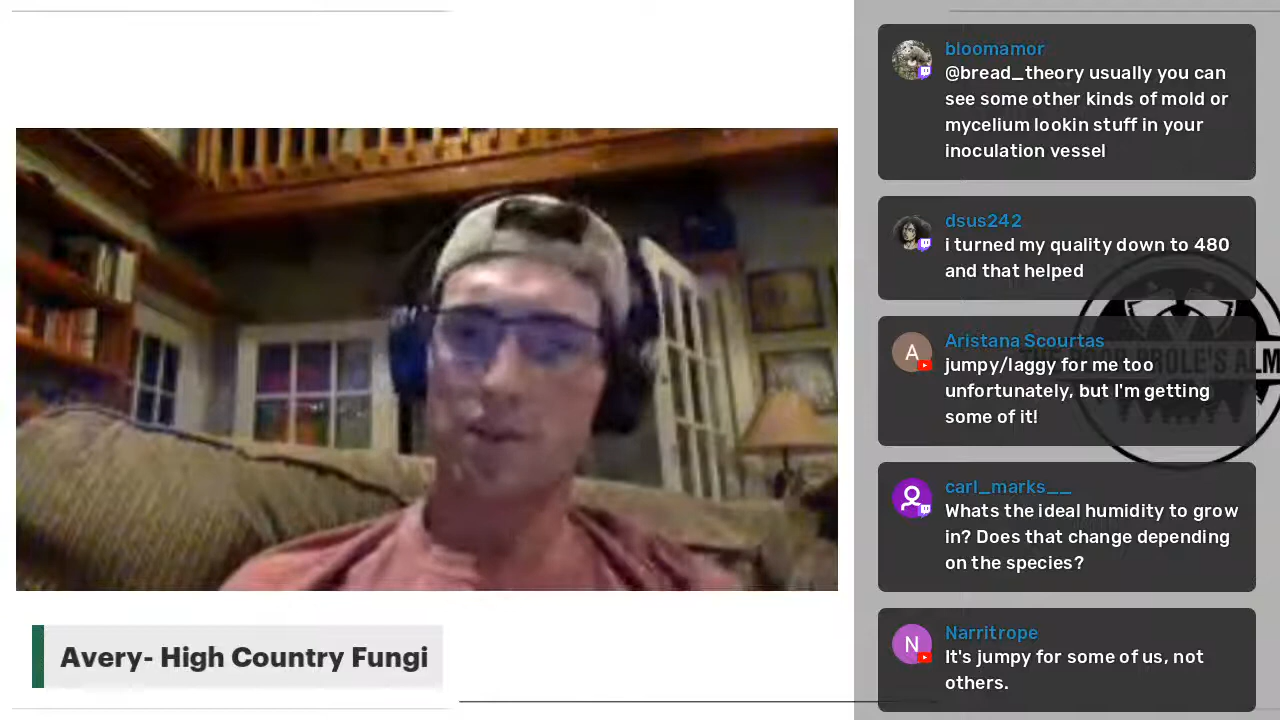 bloomamor
@bread_theory usually you can
see some other kinds of mold or
mycelium lookin stuff in your
inoculation vessel
dsus242
i turned my quality down to 480
and that helped
A
Aristana Scourtas
jumpy/laggy for me too
unfortunately, but I'm getting
some of it!
carl_marks__
Whats the ideal humidity to grow
in? Does that change depending
on the species?
N
Narritrope
It's jumpy for some of us, not
others.
Avery- High Country Fungi